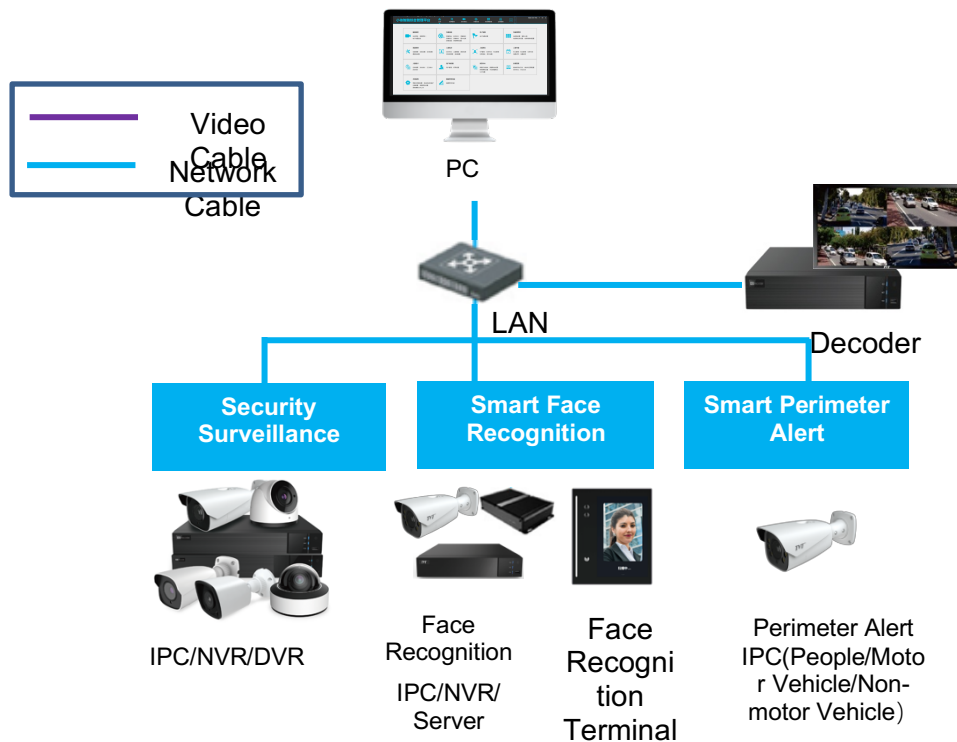 Video
Cable
Network
Cable
PC
LAN
Decoder
Security
Surveillance
Smart Face
Recognition
Smart Perimeter
Alert
IPC/NVR/DVR
Face
Recognition
IPC/NVR/
Server
Face
Recogni
tion
Terminal
Perimeter Alert
IPC(People/Moto
r Vehicle/Non-
motor Vehicle）